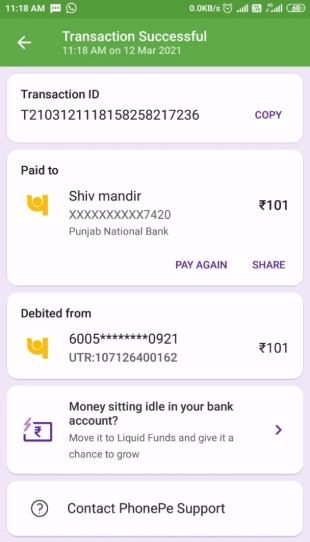 11:18 AM 0.0KB/s 60
Transaction Successful
11:18 AM on 12 Mar 2021
Transaction ID
T2103121118158258217236 COPY
Paid to
Shiv mandir ₹101
XXXXXXXXXX7420
Punjab National Bank
PAY AGAIN SHARE
Debited from
6005********0921 ₹101
UTR:107126400162
Money sitting idle in your bank
account?
Move it to Liquid Funds and give it a
chance to grow
Contact PhonePe Support